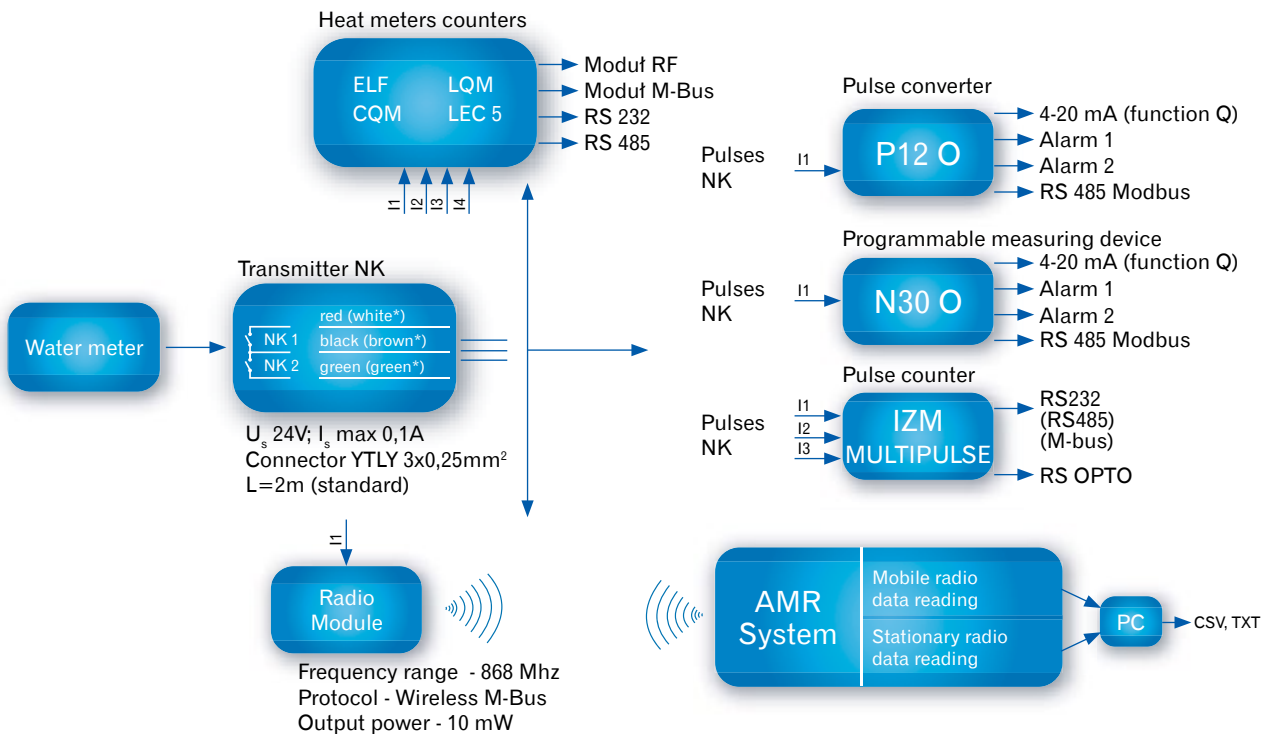 Heat meters counters
ELF LQM
CQM LEC 5
Moduł RF
Moduł M-Bus
RS 232
RS 485
I1 I2 I3 I4
Pulse converter
Pulses
NK
I1
P12 O
4-20 mA (function Q)
Alarm 1
Alarm 2
RS 485 Modbus
Programmable measuring device
Pulses
NK
I1
N30 O
4-20 mA (function Q)
Alarm 1
Alarm 2
RS 485 Modbus
Pulse counter
Pulses
NK
I1
I2
I3
IZM
MULTIPULSE
RS232
(RS485)
(M-bus)
RS OPTO
Water meter
Transmitter NK
red (white*)
NK 1 black (brown*)
NK 2 green (green*)
Us 24V; Is max 0,1A
Connector YTLY 3x0,25mm²
L=2m (standard)
I1
Radio
Module
Frequency range - 868 Mhz
Protocol - Wireless M-Bus
Output power - 10 mW
AMR
System
Mobile radio
data reading
Stationary radio
data reading
PC
CSV, TXT